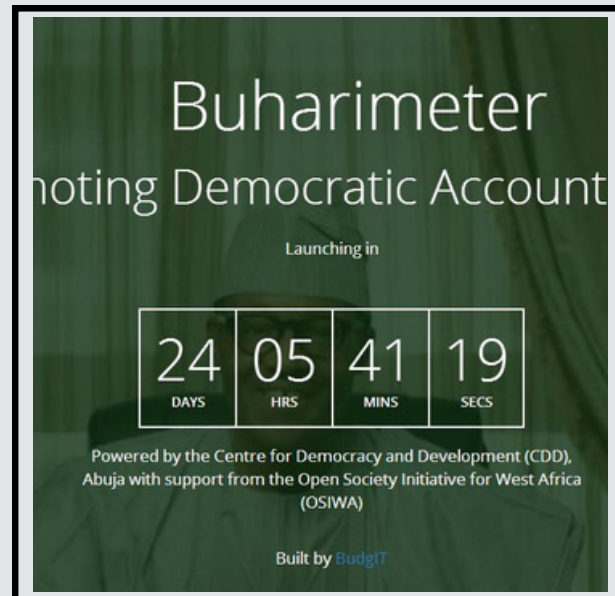 Buharimeter
noting Democratic Account
Launching in
24 05 41 19
DAYS HRS MINS SECS
Powered by the Centre for Democracy and Development (CDD),
Abuja with support from the Open Society Initiative for West Africa
(OSIWA)
Built by BudgIT